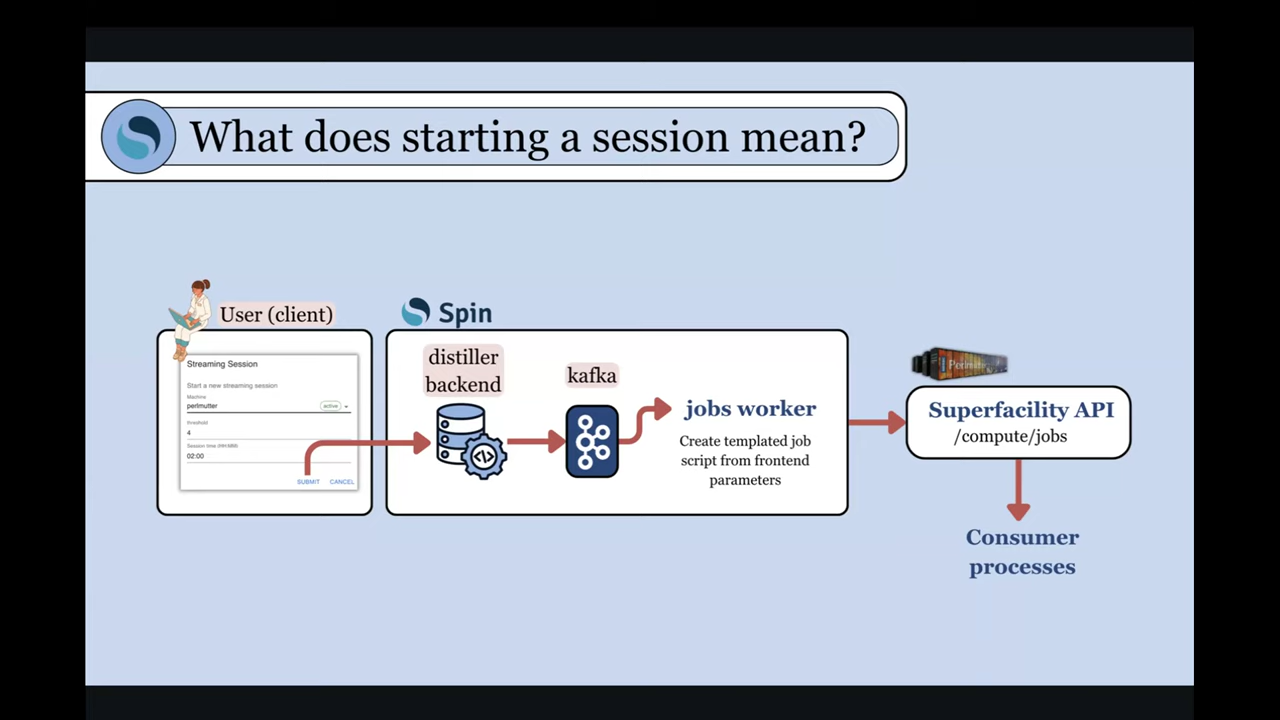 What does starting a session mean?
User (client)
Streaming Session
Start a new streaming session
Machine
perlmutter
active
threshold
4
Session time (HH:MM)
02:00
SUBMIT CANCEL
Spin
distiller
backend
kafka
jobs worker
Create templated job
script from frontend
parameters
Superfacility API
/compute/jobs
Consumer
processes